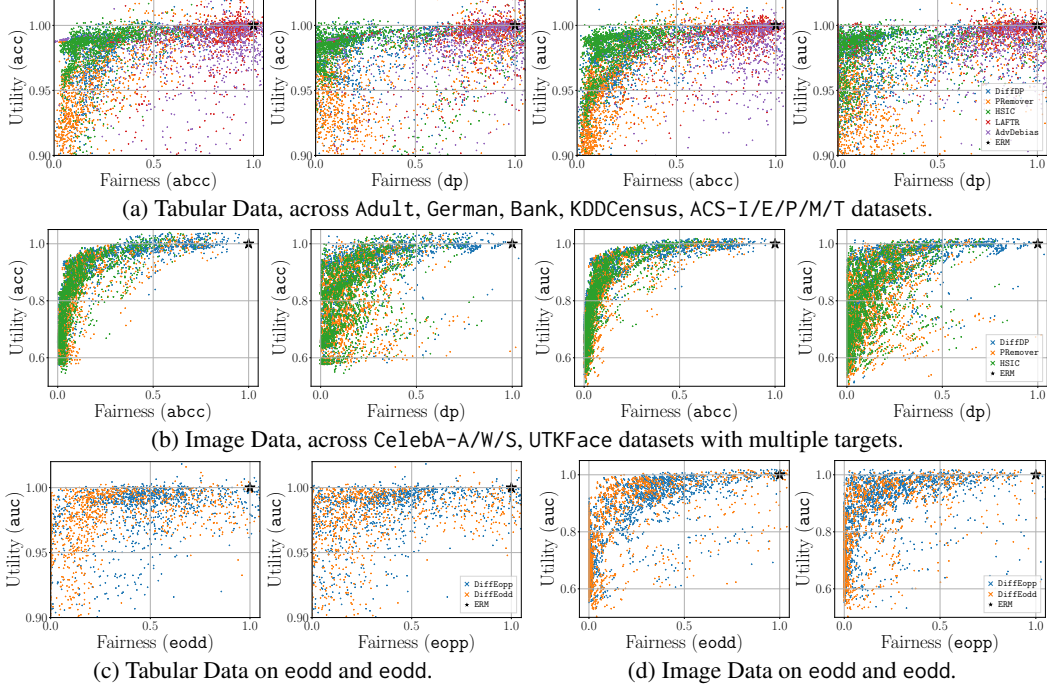 Utility (acc)
1.00
0.95
0.90
0.0
0.5
1.0
Fairness (abcc)
Utility (acc)
1.00
0.95
0.90
0.0
0.5
1.0
Fairness (dp)
Utility (auc)
1.00
0.95
0.90
0.0
0.5
1.0
Fairness (abcc)
Utility (auc)
1.00
0.95
0.90
DiffDP
PRemover
HSIC
LAFTR
AdvDebias
ERM
0.0
0.5
1.0
Fairness (dp)
(a) Tabular Data, across Adult, German, Bank, KDDCensus, ACS-I/E/P/M/T datasets.
Utility (acc)
1.0
0.8
0.6
0.0
0.5
1.0
Fairness (abcc)
Utility (acc)
1.0
0.8
0.6
0.0
0.5
1.0
Fairness (dp)
Utility (auc)
1.0
0.8
0.6
0.0
0.5
1.0
Fairness (abcc)
Utility (auc)
1.0
0.8
0.6
DiffDP
PRemover
HSIC
ERM
0.0
0.5
1.0
Fairness (dp)
(b) Image Data, across CelebA-A/W/S, UTKFace datasets with multiple targets.
Utility (auc)
1.00
0.95
0.90
0.0
0.5
1.0
Fairness (eodd)
Utility (auc)
1.00
0.95
0.90
DiffEopp
DiffEodd
ERM
0.0
0.5
1.0
Fairness (eopp)
Utility (auc)
1.0
0.8
0.6
0.0
0.5
1.0
Fairness (eodd)
Utility (auc)
1.0
0.8
0.6
DiffEopp
DiffEodd
ERM
0.0
0.5
1.0
Fairness (eopp)
(c) Tabular Data on eodd and eodd.
(d) Image Data on eodd and eodd.